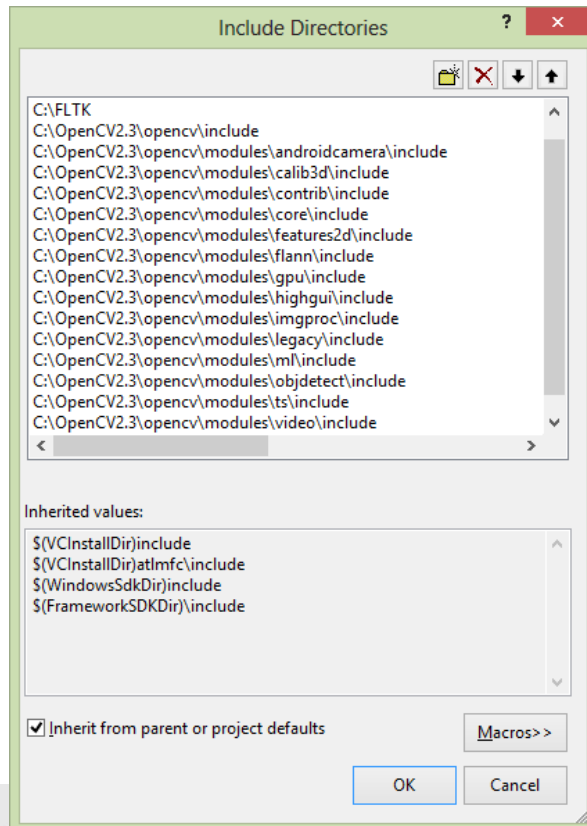 Include Directories
?
C:\FLTK
C:\OpenCV2.3\opencv\include
C:\OpenCV2.3\opencv\modules\androidcamera\include
C:\OpenCV2.3\opencv\modules\calib3d\include
C:\OpenCV2.3\opencv\modules\contrib\include
C:\OpenCV2.3\opencv\modules\core\include
C:\OpenCV2.3\opencv\modules\features2d\include
C:\OpenCV2.3\opencv\modules\flann\include
C:\OpenCV2.3\opencv\modules\gpu\include
C:\OpenCV2.3\opencv\modules\highgui\include
C:\OpenCV2.3\opencv\modules\imgproc\include
C:\OpenCV2.3\opencv\modules\legacy\include
C:\OpenCV2.3\opencv\modules\ml\include
C:\OpenCV2.3\opencv\modules\objdetect\include
C:\OpenCV2.3\opencv\modules\ts\include
C:\OpenCV2.3\opencv\modules\video\include
Inherited values:
$(VCInstallDir)include
$(VCInstallDir)atlmfc\include
$(WindowsSdkDir)include
$(FrameworkSDKDir)\include
Inherit from parent or project defaults
Macros>>
OK
Cancel